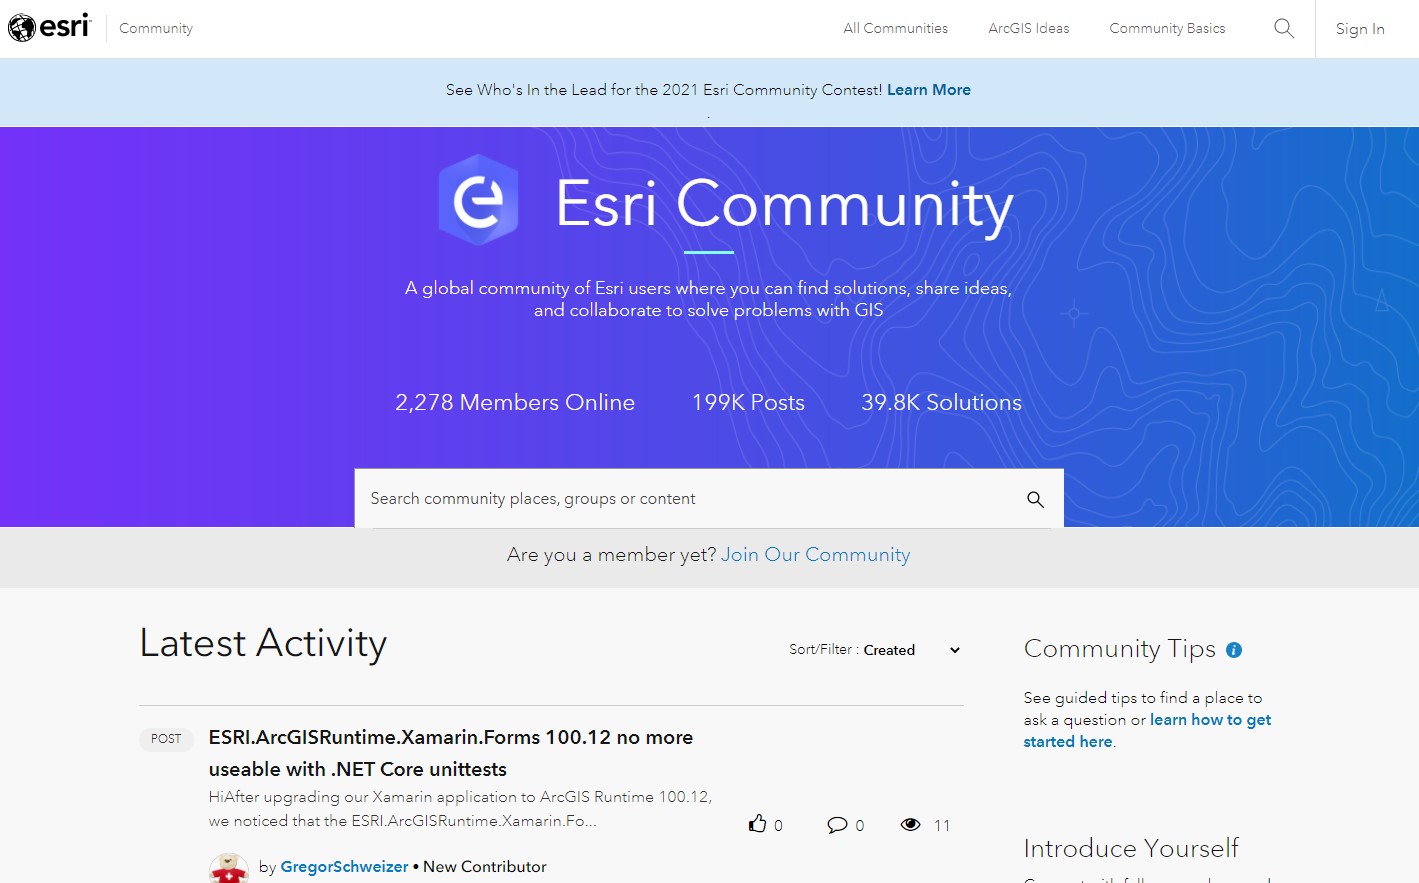 esri Community All Communities ArcGIS Ideas Community Basics Sign In
See Who's In the Lead for the 2021 Esri Community Contest! Learn More
.
Esri Community
A global community of Esri users where you can find solutions, share ideas,
and collaborate to solve problems with GIS
2,278 Members Online 199K Posts 39.8K Solutions
Search community places, groups or content
Are you a member yet? Join Our Community
Latest Activity
Sort/Filter : Created
POST
ESRI.ArcGISRuntime.Xamarin.Forms 100.12 no more
useable with .NET Core unittests
HiAfter upgrading our Xamarin application to ArcGIS Runtime 100.12,
we noticed that the ESRI.ArcGISRuntime.Xamarin.Fo...
0 0 11
by GregorSchweizer • New Contributor
Community Tips
See guided tips to find a place to
ask a question or learn how to get
started here.
Introduce Yourself